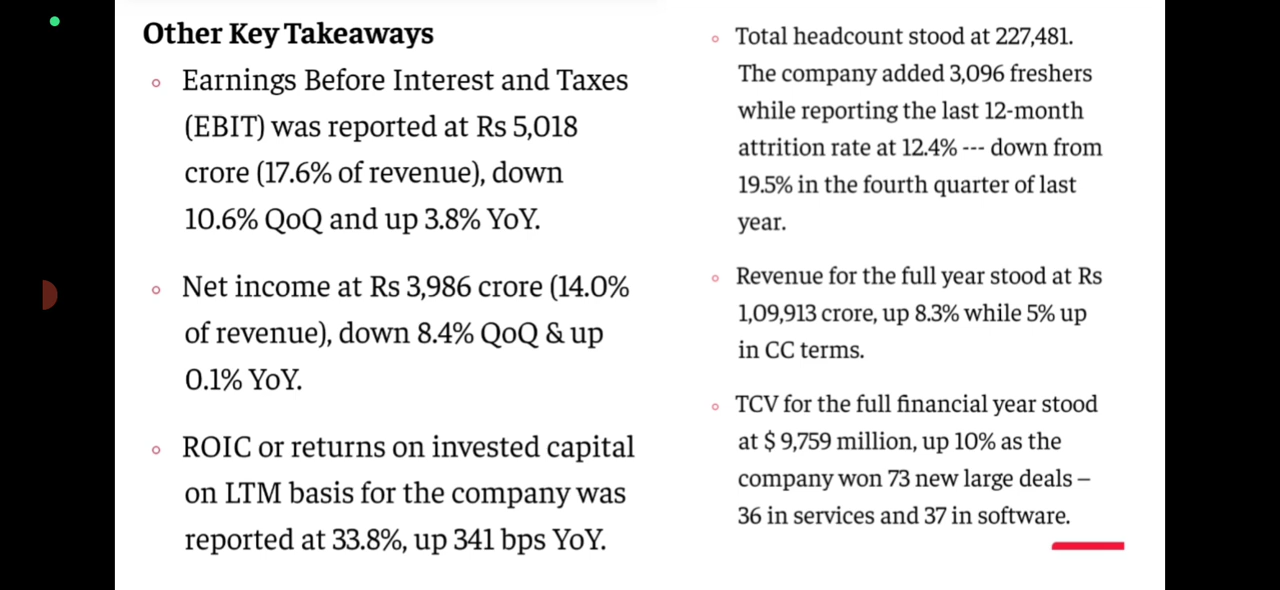 Other Key Takeaways
Earnings Before Interest and Taxes
(EBIT) was reported at Rs 5,018
crore (17.6% of revenue), down
10.6% QoQ and up 3.8% YoY.
Net income at Rs 3,986 crore (14.0%
of revenue), down 8.4% QoQ & up
0.1% YoY.
ROIC or returns on invested capital
on LTM basis for the company was
reported at 33.8%, up 341 bps YoY.
Total headcount stood at 227,481.
The company added 3,096 freshers
while reporting the last 12-month
attrition rate at 12.4% --- down from
19.5% in the fourth quarter of last
year.
Revenue for the full year stood at Rs
1,09,913 crore, up 8.3% while 5% up
in CC terms.
TCV for the full financial year stood
at $ 9,759 million, up 10% as the
company won 73 new large deals –
36 in services and 37 in software.